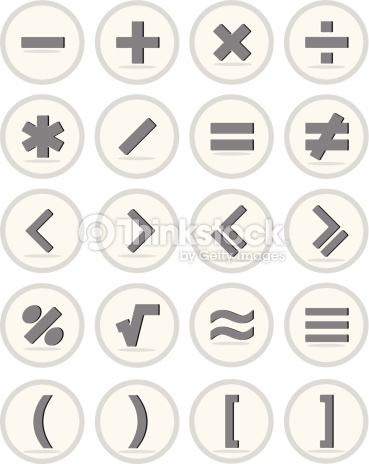 − + × ÷
* / = ≠
< > ≤ ≥
% √ ≈ ≡
( ) [ ]
©Thinkstock
by Getty Images